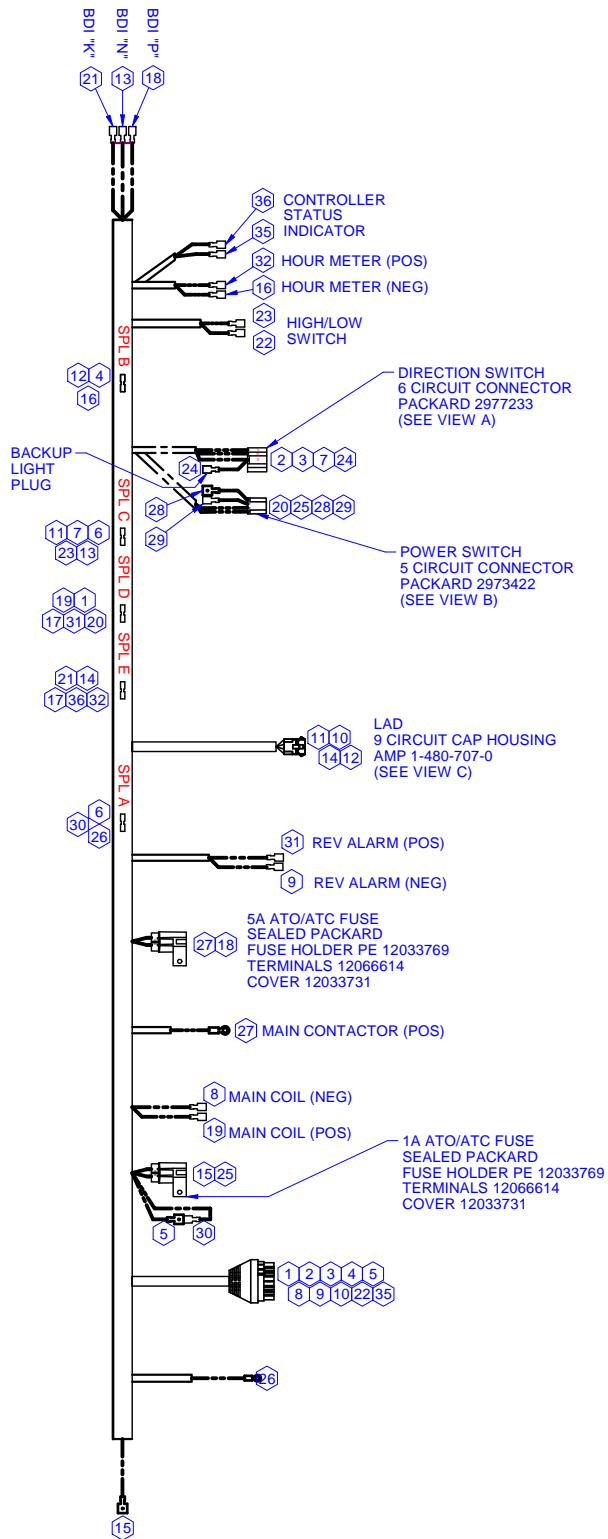 BDI "K"
BDI "N"
BDI "P"
21
13
18
36
CONTROLLER
STATUS
INDICATOR
35
32
HOUR METER (POS)
16
HOUR METER (NEG)
23
HIGH/LOW
SWITCH
22
SPL B
12 4
16
DIRECTION SWITCH
6 CIRCUIT CONNECTOR
PACKARD 2977233
(SEE VIEW A)
2 3 7 24
BACKUP
LIGHT
PLUG
24
28
29
20 25 28 29
POWER SWITCH
5 CIRCUIT CONNECTOR
PACKARD 2973422
(SEE VIEW B)
SPL C
11 7 6
23 13
SPL D
19 1
17 31 20
SPL E
21 14
17 36 32
LAD
9 CIRCUIT CAP HOUSING
AMP 1-480-707-0
(SEE VIEW C)
11 10
14 12
SPL A
6
30
26
31
REV ALARM (POS)
9
REV ALARM (NEG)
5A ATO/ATC FUSE
SEALED PACKARD
FUSE HOLDER PE 12033769
TERMINALS 12066614
COVER 12033731
27 18
27
MAIN CONTACTOR (POS)
8
MAIN COIL (NEG)
19
MAIN COIL (POS)
1A ATO/ATC FUSE
SEALED PACKARD
FUSE HOLDER PE 12033769
TERMINALS 12066614
COVER 12033731
15 25
5
30
1 2 3 4 5
8 9 10 22 35
26
15